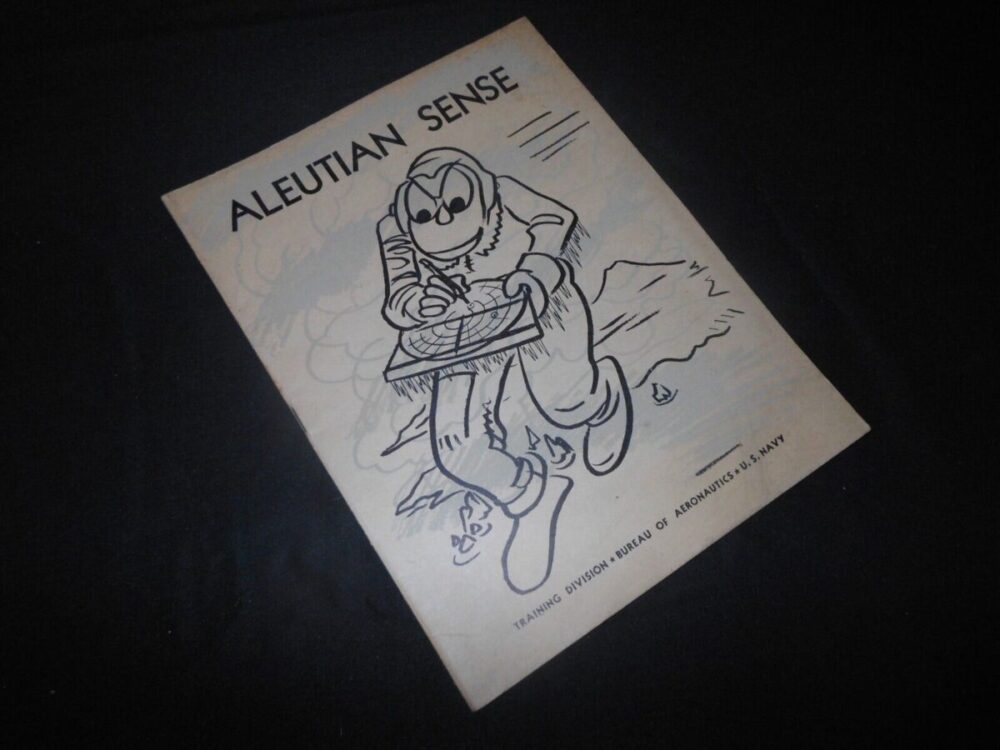 ALEUTIAN SENSE
TRAINING DIVISION ★ BUREAU OF AERONAUTICS ★ U.S. NAVY